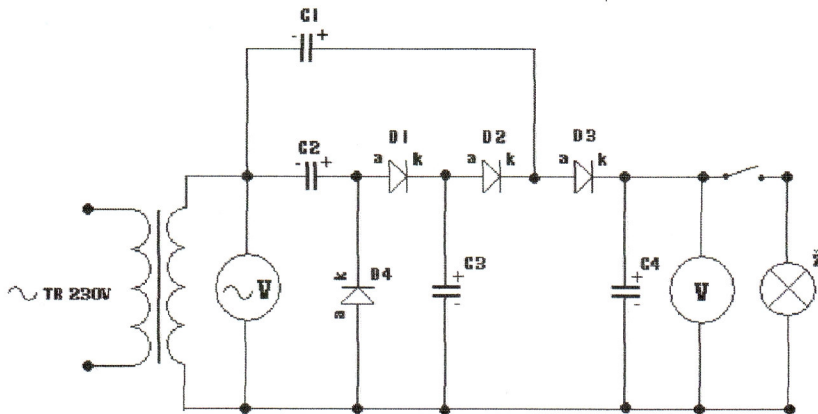 C1
- +
C2
- +
D1
a k
D2
a k
D3
a k
D4
k
a
C3
+
-
C4
+
-
~ TR 230V
~ V
V
ž